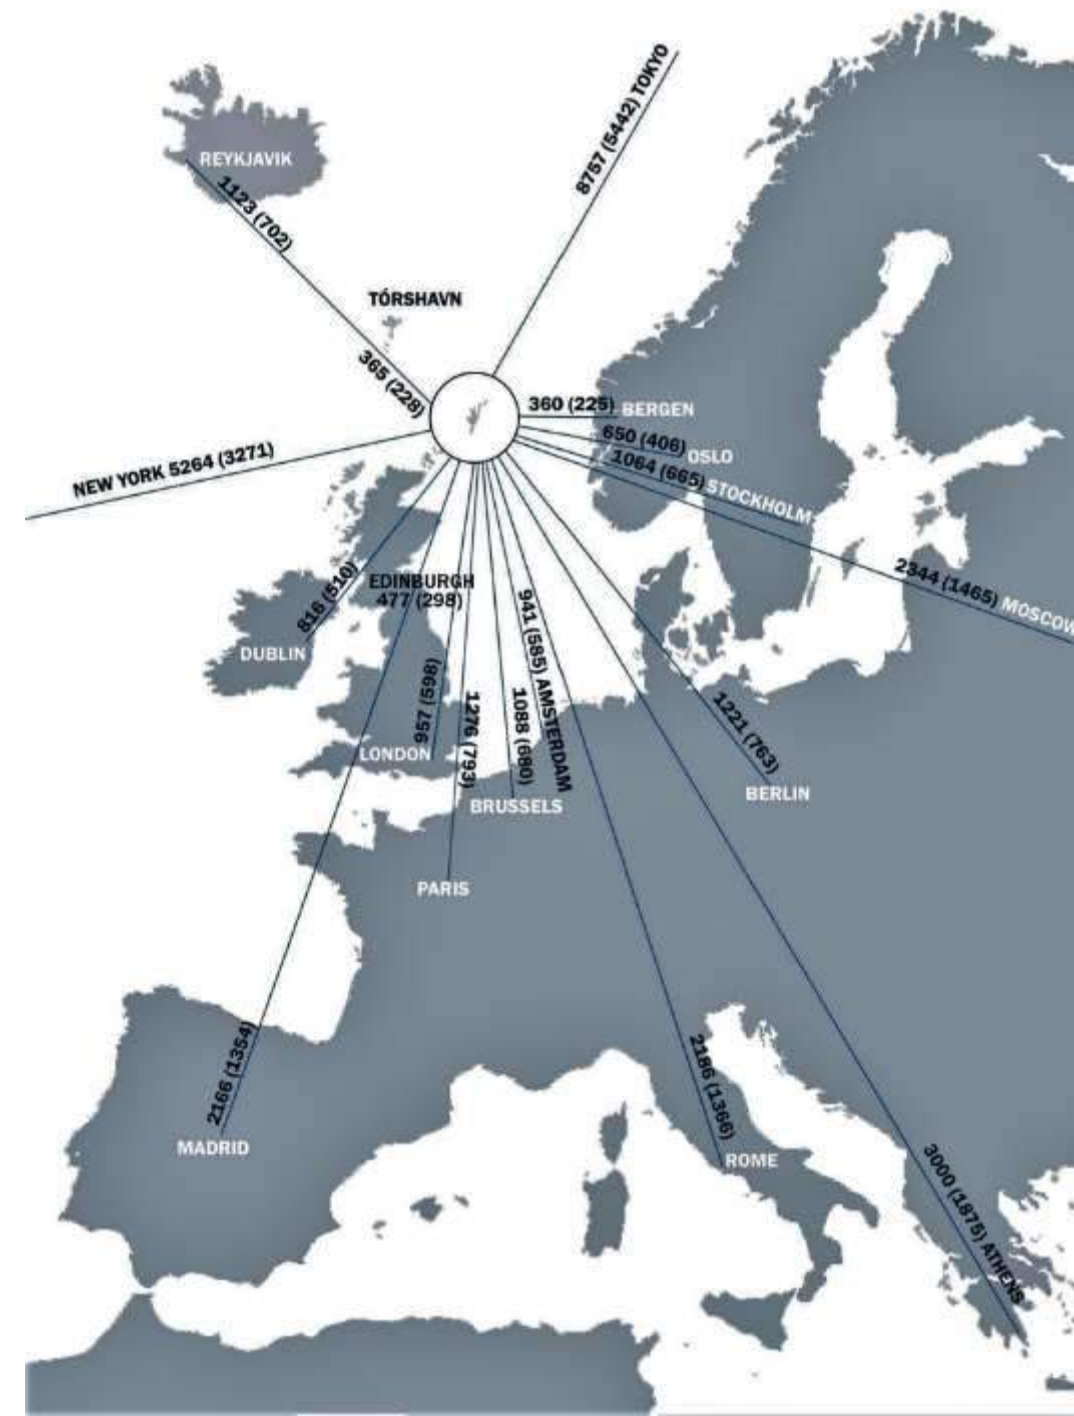 8757 (5442) TOKYO
REYKJAVIK
1123 (702)
TÓRSHAVN
365 (228)
360 (225) BERGEN
650 (406) OSLO
1064 (665) STOCKHOLM
NEW YORK 5264 (3271)
2344 (1465) MOSCOW
816 (510)
DUBLIN
EDINBURGH
477 (298)
941 (585) AMSTERDAM
957 (598)
LONDON
1276 (793)
1088 (680)
BRUSSELS
1221 (763)
BERLIN
PARIS
2166 (1354)
MADRID
2186 (1366)
ROME
3000 (1875) ATHENS